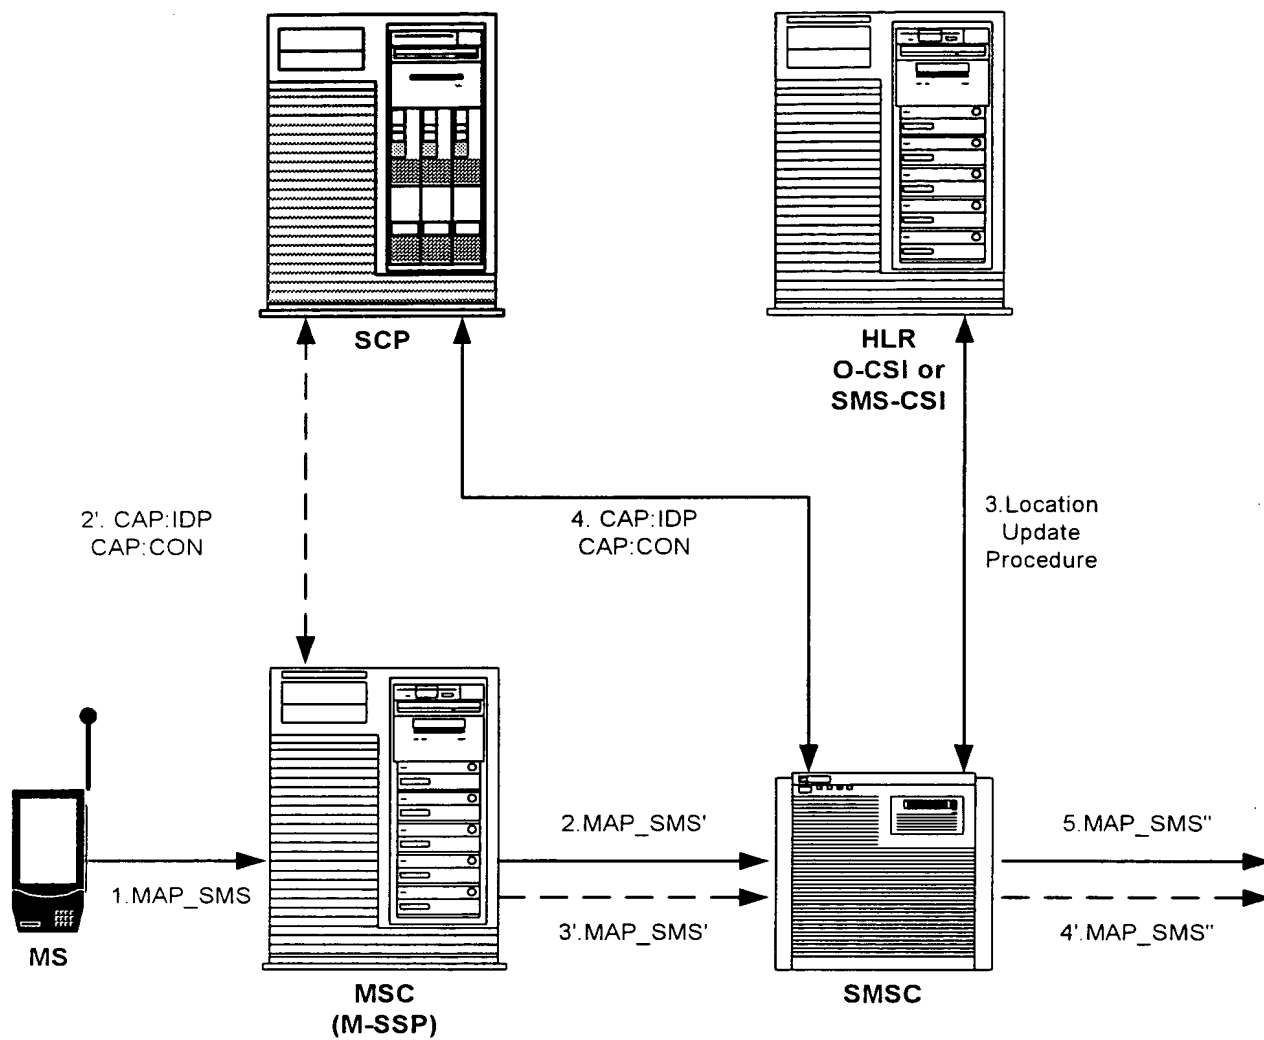 SCP
HLR
O-CSI or
SMS-CSI
2'. CAP:IDP
CAP:CON
4. CAP:IDP
CAP:CON
3.Location
Update
Procedure
1.MAP_SMS
2.MAP_SMS'
3'.MAP_SMS'
5.MAP_SMS"
4'.MAP_SMS"
MS
MSC
(M-SSP)
SMSC